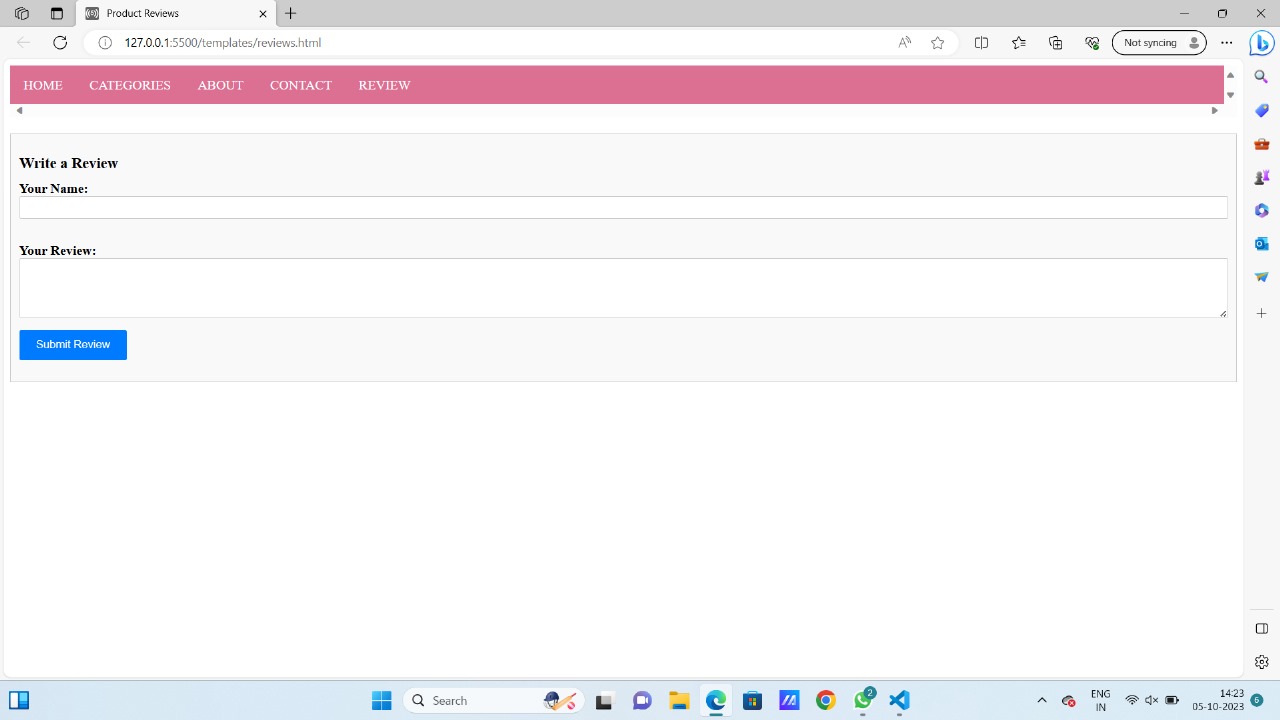 Product Reviews
127.0.0.1:5500/templates/reviews.html
Not syncing
HOME CATEGORIES ABOUT CONTACT REVIEW
Write a Review
Your Name:
Your Review:
Submit Review
Search
2
ENG
IN
14:23
05-10-2023
6